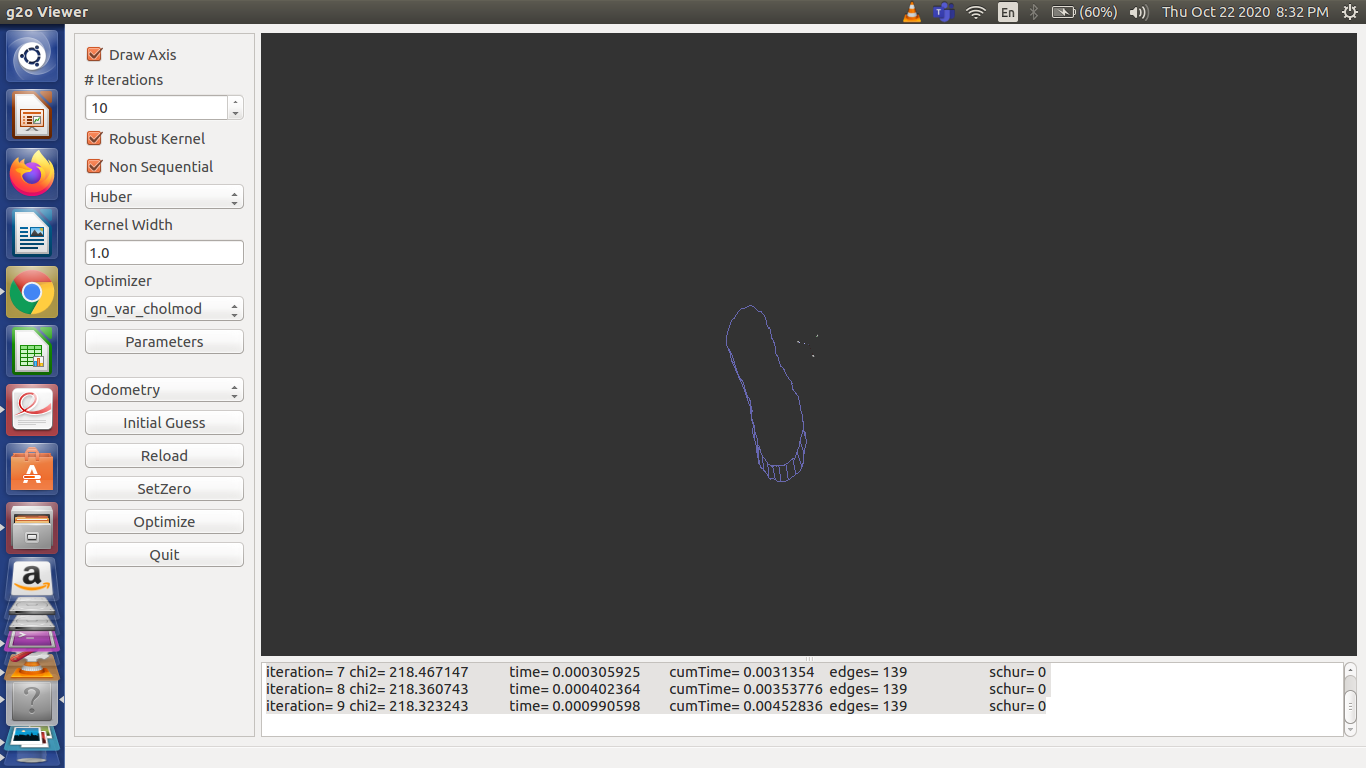 g2o Viewer
En
(60%)
Thu Oct 22 2020 8:32 PM
Draw Axis
# Iterations
10
Robust Kernel
Non Sequential
Huber
Kernel Width
1.0
Optimizer
gn_var_cholmod
Parameters
Odometry
Initial Guess
Reload
SetZero
Optimize
Quit
iteration= 7 chi2= 218.467147 time= 0.000305925 cumTime= 0.0031354 edges= 139 schur= 0
iteration= 8 chi2= 218.360743 time= 0.000402364 cumTime= 0.00353776 edges= 139 schur= 0
iteration= 9 chi2= 218.323243 time= 0.000990598 cumTime= 0.00452836 edges= 139 schur= 0